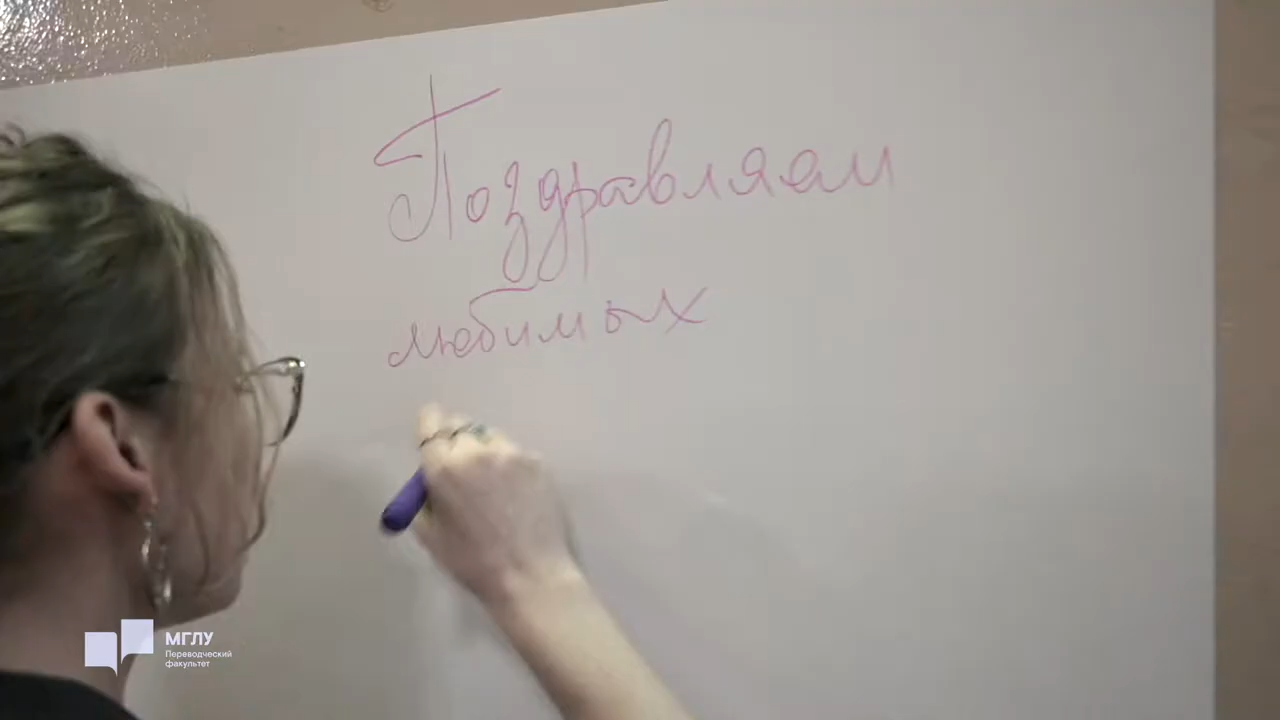 Поздравляем
любимых
МГЛУ
Переводческий
факультет